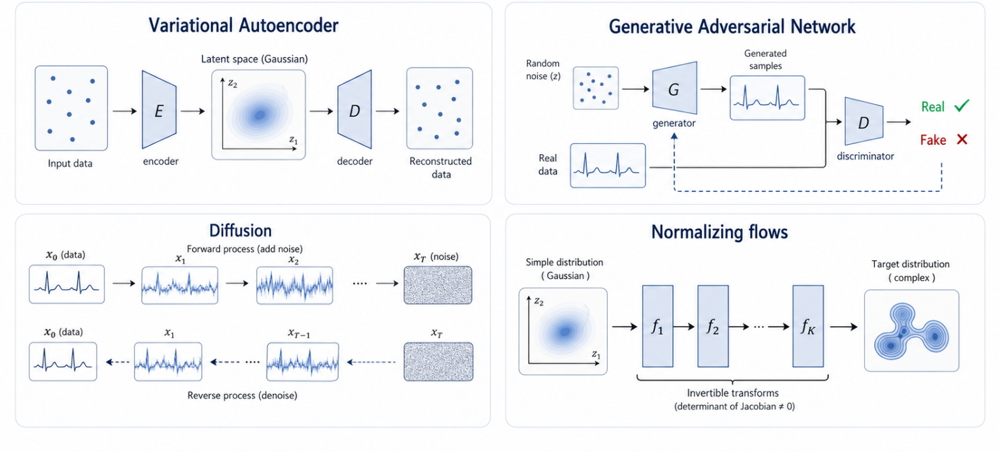 Variational Autoencoder
Latent space (Gaussian)
z₂
E
D
z₁
Input data
encoder
decoder
Reconstructed
data
Generative Adversarial Network
Random
noise (z)
Generated
samples
G
generator
Real ✓
D
Fake ✕
discriminator
Real
data
Diffusion
Forward process (add noise)
x₀ (data)
x₁
x₂
x_T (noise)
....
x₀ (data)
x₁
x_{T−1}
x_T
....
Reverse process (denoise)
Normalizing flows
Simple distribution
( Gaussian )
Target distribution
( complex )
z₂
f₁
f₂
...
f_K
z₁
Invertible transforms
(determinant of Jacobian ≠ 0)